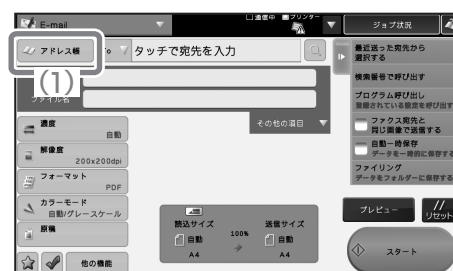 E-mail
通信中
プリンター
ジョブ状況
アドレス帳
To
タッチで宛先を入力
(1)
ファイル名
濃度
自動
解像度
200x200dpi
フォーマット
PDF
カラーモード
自動/グレースケール
原稿
他の機能
その他の項目
読込サイズ
自動
A4
100%
送信サイズ
自動
A4
最近送った宛先から
選択する
検索番号で呼び出す
プログラム呼び出し
登録されている設定を呼び出す
ファクス宛先と
同じ画像で送信する
自動一時保存
データを一時的に保存する
ファイリング
データをフォルダーに保存する
プレビュー
リセット
スタート